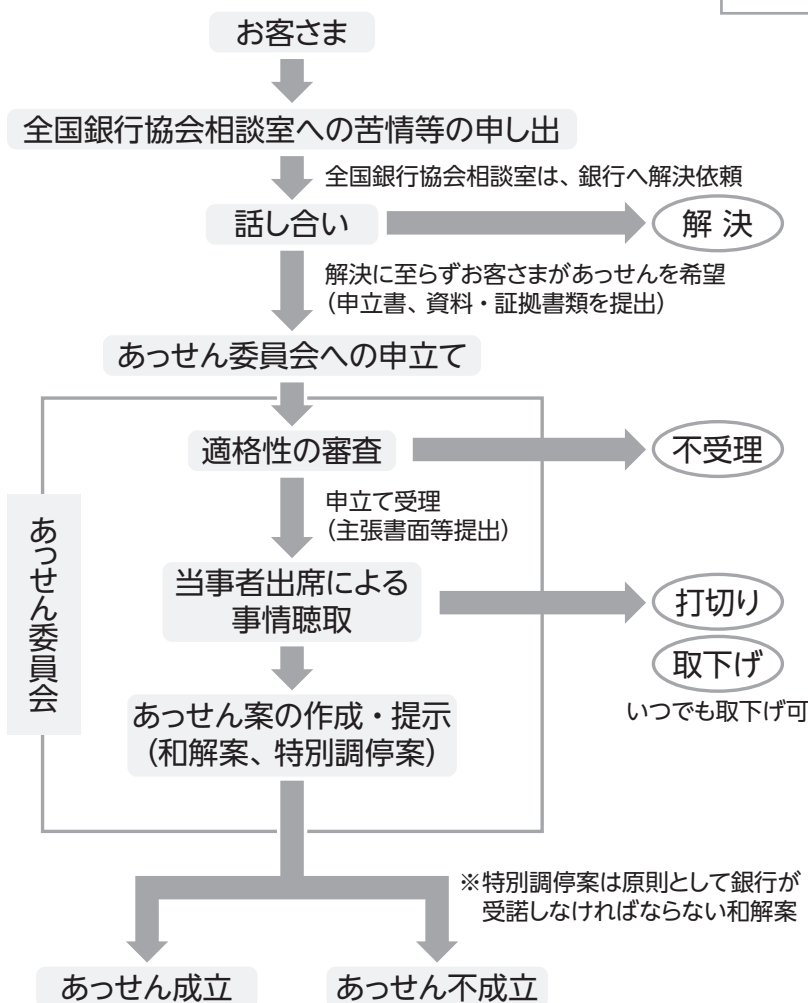 お客さま
全国銀行協会相談室への苦情等の申し出
全国銀行協会相談室は、銀行へ解決依頼
話し合い
解 決
解決に至らずお客さまがあっせんを希望
（申立書、資料・証拠書類を提出）
あっせん委員会への申立て
あっせん委員会
適格性の審査
不受理
申立て受理
（主張書面等提出）
当事者出席による
事情聴取
打切り
取下げ
いつでも取下げ可
あっせん案の作成・提示
（和解案、特別調停案）
※特別調停案は原則として銀行が
受諾しなければならない和解案
あっせん成立
あっせん不成立